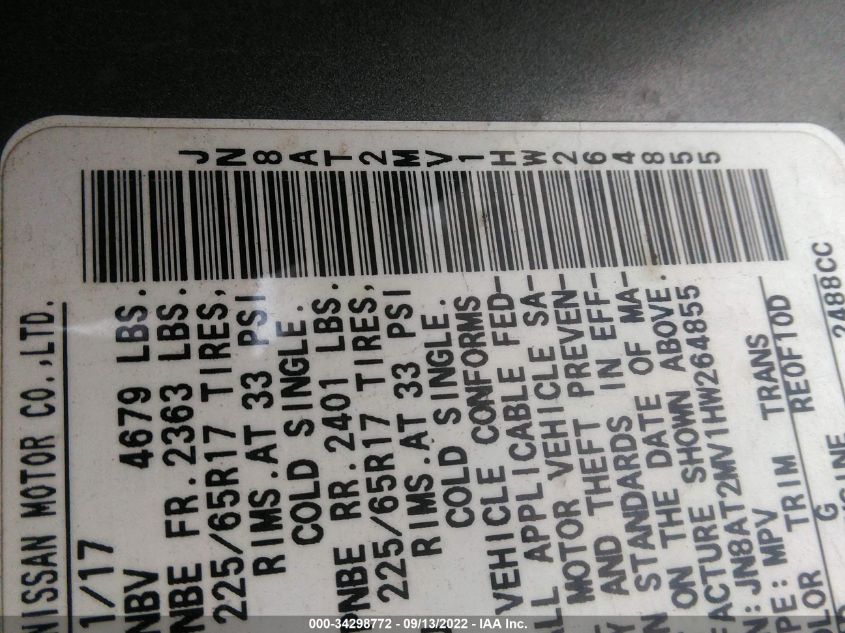 JN8AT2MV1HW264855
NISSAN MOTOR CO.,LTD.
1/17
4679 LBS.
FR. 2363 LBS.
225/65R17 TIRES,
RIMS.AT 33 PSI
COLD SINGLE.
RR. 2401 LBS.
225/65R17 TIRES,
RIMS.AT 33 PSI
COLD SINGLE.
VEHICLE CONFORMS
APPLICABLE FED-
MOTOR VEHICLE SA-
AND THEFT PREVEN-
STANDARDS IN EFF-
ON THE DATE OF MA-
SHOWN ABOVE.
JN8AT2MV1HW264855
MPV
TRIM TRANS
G RE0F10D
2488CC
000-34298772 - 09/13/2022 - IAA Inc.